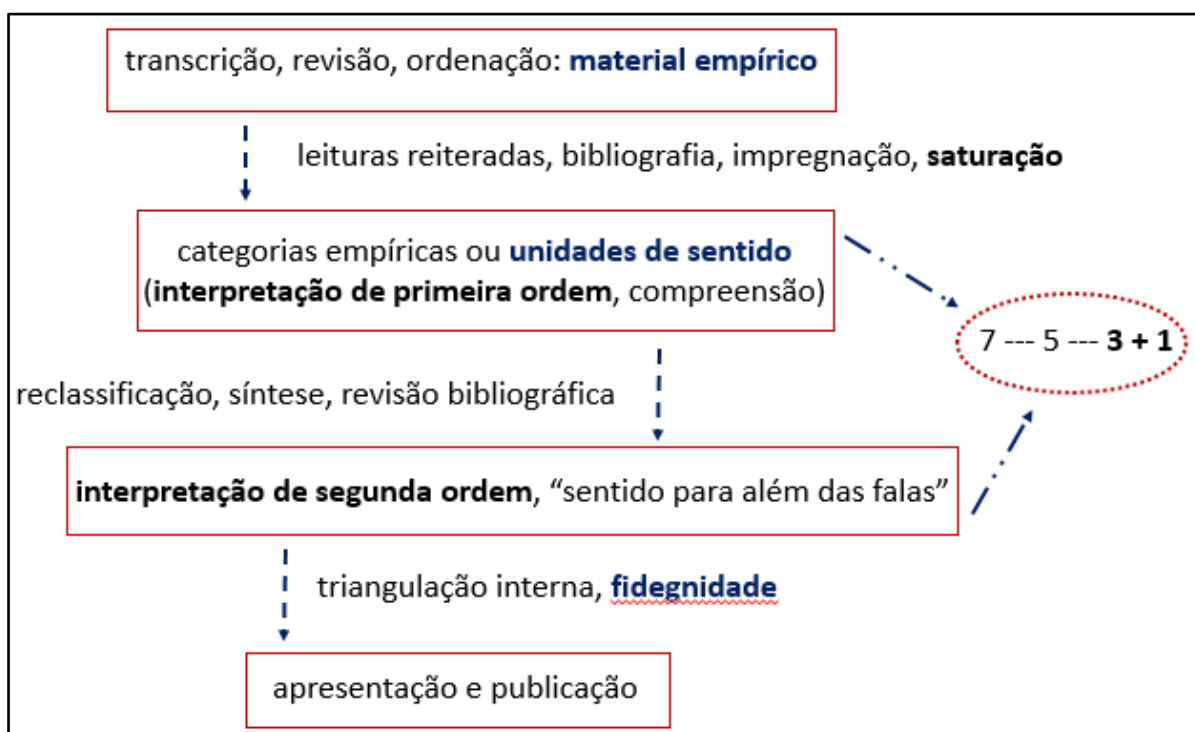 transcrição, revisão, ordenação: material empírico
leituras reiteradas, bibliografia, impregnação, saturação
categorias empíricas ou unidades de sentido
(interpretação de primeira ordem, compreensão)
7 --- 5 --- 3 + 1
reclassificação, síntese, revisão bibliográfica
interpretação de segunda ordem, “sentido para além das falas”
triangulação interna, fidegnidade
apresentação e publicação